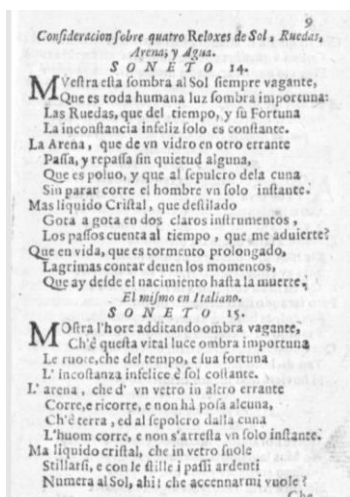 9
Consideracion sobre quatro Reloxes de Sol, Ruedas,
Arena, y Agua.
SONETO 14.
MVestra esta sombra al Sol siempre vagante,
Que es toda humana luz sombra importuna:
Las Ruedas, que del tiempo, y su Fortuna
La inconstancia infeliz solo es constante.
La Arena, que de vn vidro en otro errante
Passa, y repassa sin quietud alguna,
Que es poluo, y que al sepulcro dela cuna
Sin parar corre el hombre vn solo instante.
Mas liquido Cristal, que destilado
Gota a gota en dos claros instrumentos,
Los passos cuenta al tiempo, que me aduierte?
Que en vida, que es tormento prolongado,
Lagrimas contar deuen los momentos,
Que ay desde el nacimiento hasta la muerte.
El mismo en Italiano.
SONETO 15.
MOstra l'hore addicando ombra vagante,
Ch'è questa vital luce ombra importuna
Le ruote, che del tempo, e sua fortuna
L' incostanza infelice è sol costante.
L' arena, che d' vn vetro in altro errante
Corre, e ricorre, e non hà posa alcuna,
Ch'è terra, ed al sepolcro dalla cuna
L'huom corre, e non s'arresta vn solo instante.
Ma liquido cristal, che in vetro suole
Stillarsi, e con le stille i passi ardenti
Numera al Sol, ahi! che accennarmi vuole?
Che